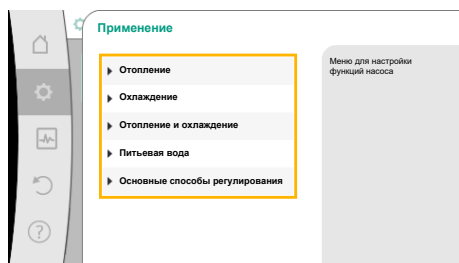 Применение
Отопление
Охлаждение
Отопление и охлаждение
Питьевая вода
Основные способы регулирования
Меню для настройки
функций насоса